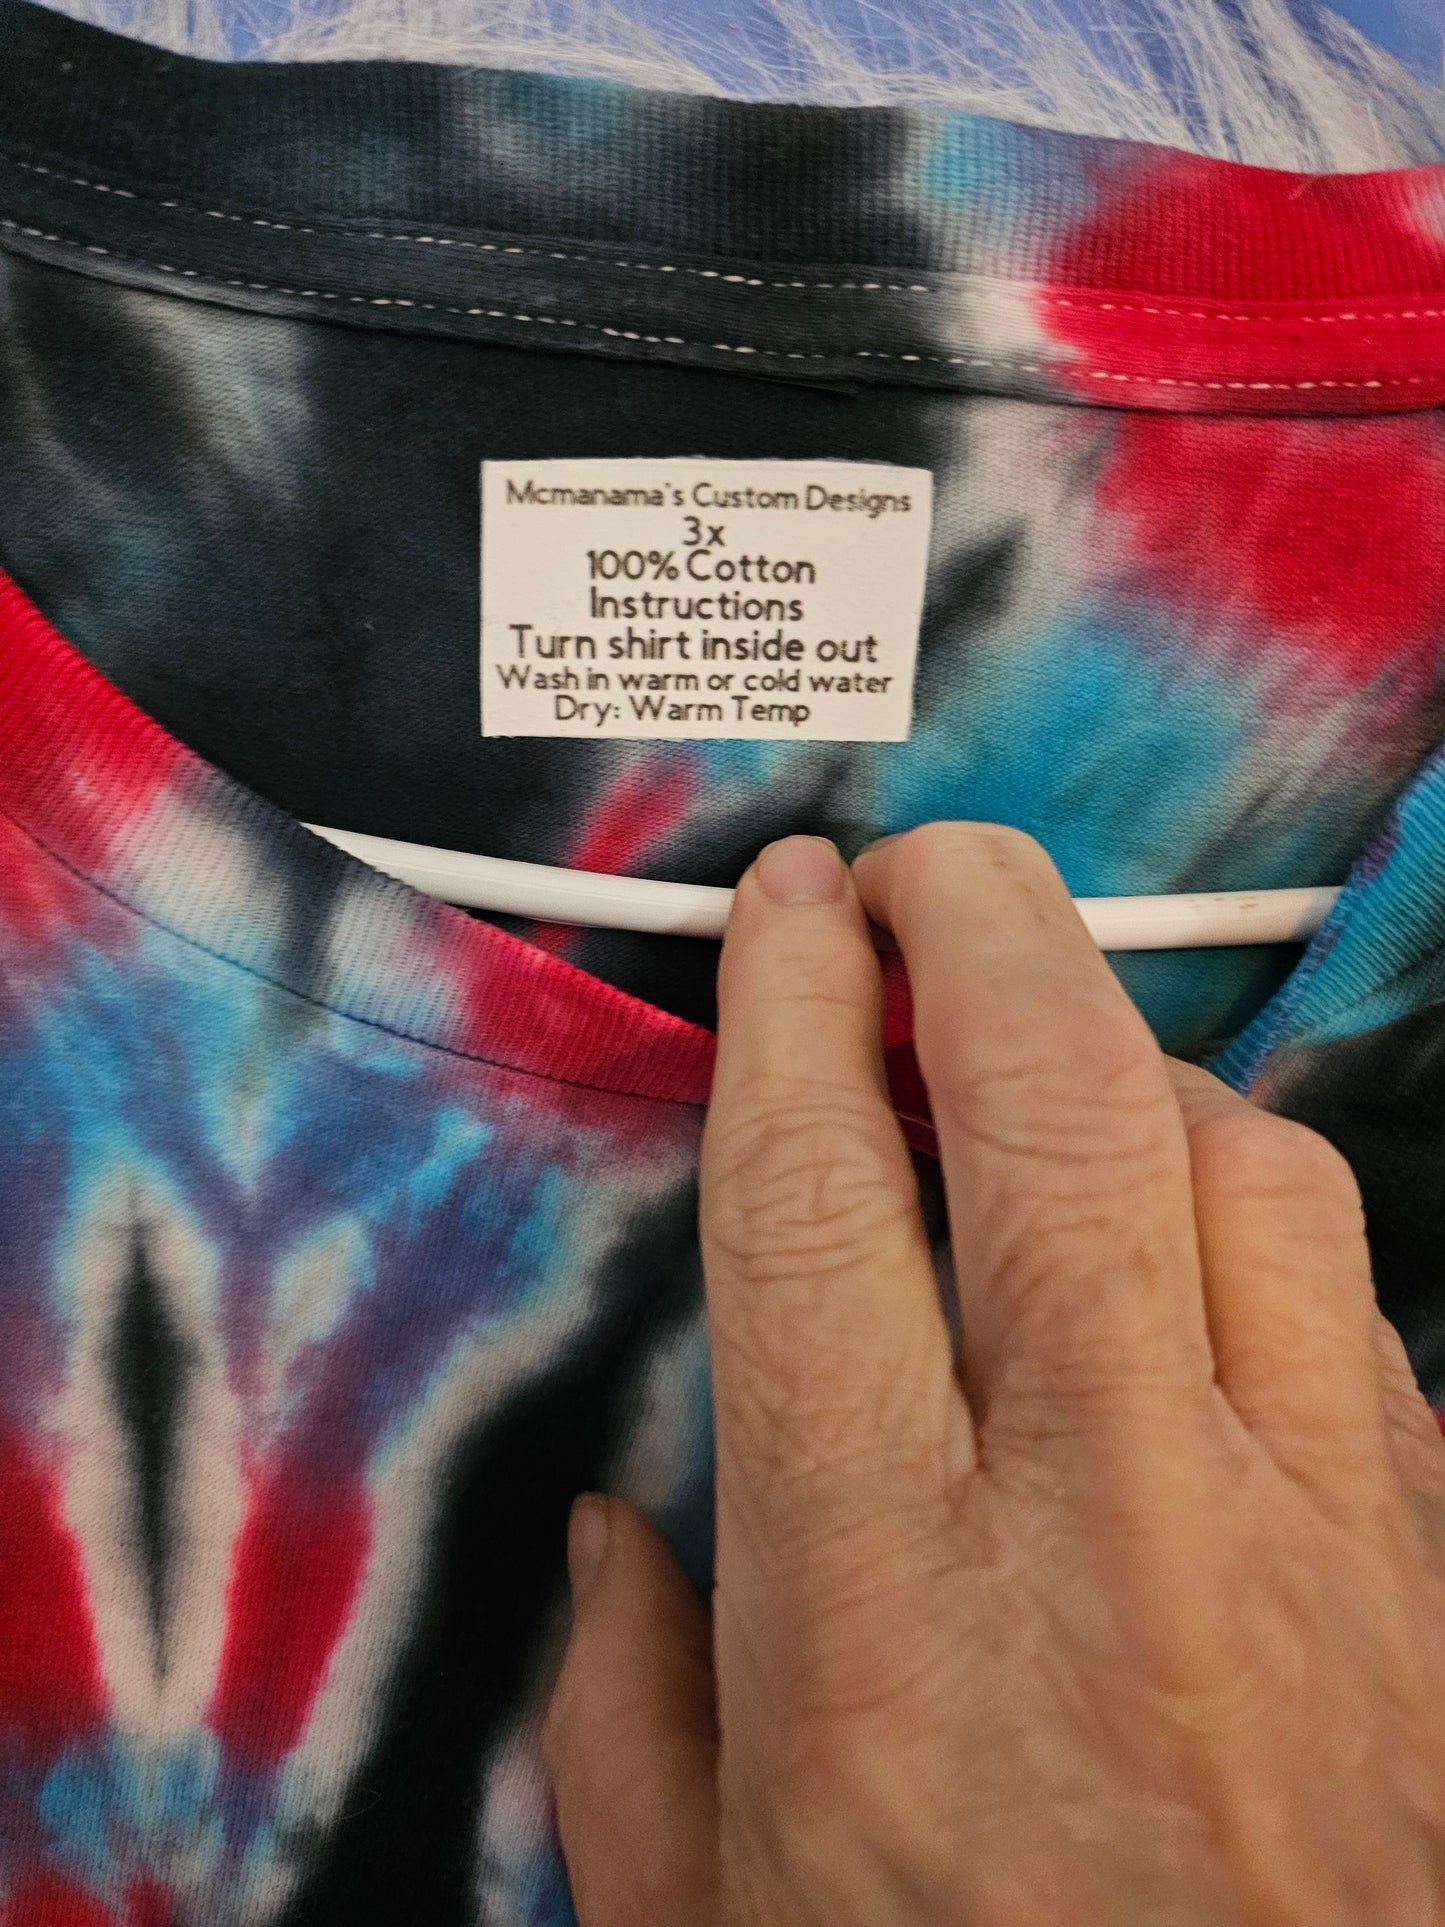 Mcmanama's Custom Designs
3x
100% Cotton
Instructions
Turn shirt inside out
Wash in warm or cold water
Dry: Warm Temp